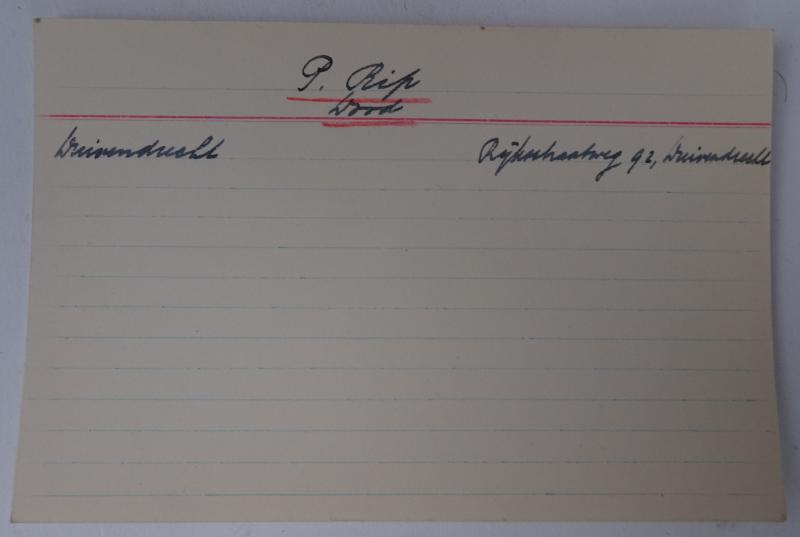 P. Rip
Dood
Duivendrecht
Rijksstraatweg 92, Duivendrecht